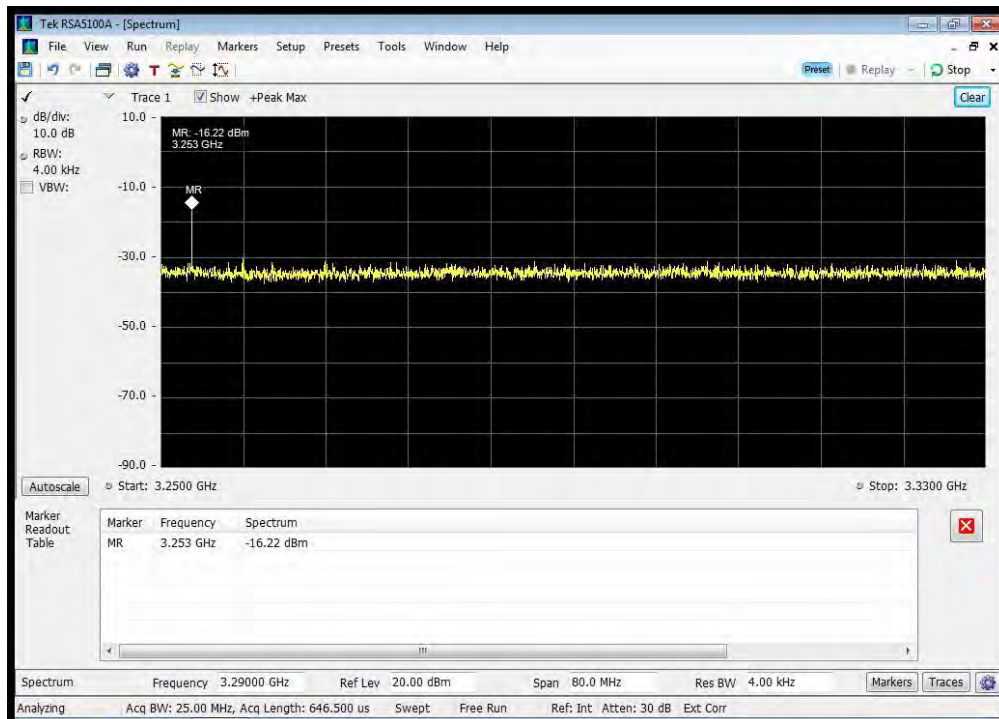 Tek RSA5100A - [Spectrum]
File View Run Replay Markers Setup Presets Tools Window Help
T
Preset Replay Stop
Trace 1 Show +Peak Max Clear
dB/div:
10.0 dB
RBW:
4.00 kHz
VBW:
10.0
MR: -16.22 dBm
3.253 GHz
-10.0
MR
-30.0
-50.0
-70.0
-90.0
Autoscale Start: 3.2500 GHz Stop: 3.3300 GHz
Marker
Readout
Table
Marker Frequency Spectrum
MR 3.253 GHz -16.22 dBm
Spectrum Frequency 3.29000 GHz Ref Lev 20.00 dBm Span 80.0 MHz Res BW 4.00 kHz Markers Traces
Analyzing Acq BW: 25.00 MHz, Acq Length: 646.500 us Swept Free Run Ref: Int Atten: 30 dB Ext Corr